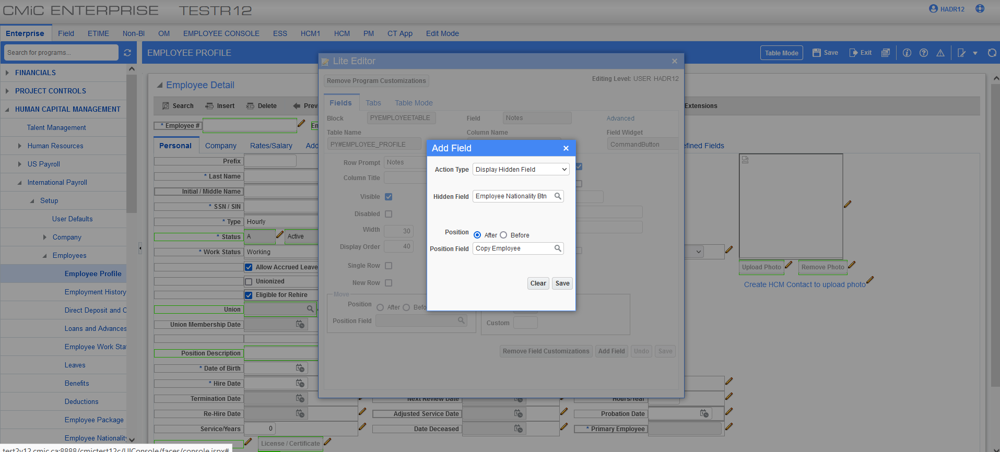 CMiC ENTERPRISE TESTR12
HADR12
Enterprise Field ETIME Non-BI OM EMPLOYEE CONSOLE ESS HCM1 HCM PM CT App Edit Mode
Search for programs...
EMPLOYEE PROFILE
Table Mode Save Exit
FINANCIALS
PROJECT CONTROLS
HUMAN CAPITAL MANAGEMENT
Talent Management
Human Resources
US Payroll
International Payroll
Setup
User Defaults
Company
Employees
Employee Profile
Employment History
Direct Deposit and C
Loans and Advances
Employee Work Sta
Leaves
Benefits
Deductions
Employee Package
Employee Nationality
test2v12.cmic.ca:8888/cmictest12c/UIConsole/faces/console.jspx#
Employee Detail
Search Insert Delete Prev
Extensions
* Employee #
En
Personal Company Rates/Salary Add
efined Fields
Prefix
* Last Name
Initial / Middle Name
* SSN / SIN
* Type Hourly
* Status A Active
* Work Status Working
Allow Accrued Leave
Unionized
Eligible for Rehire
Union
Union Membership Date
Position Description
* Date of Birth
* Hire Date
Termination Date Next Review Date Hours/Year
Re-Hire Date Adjusted Service Date Probation Date
Service/Years 0 Date Deceased * Primary Employee
License / Certificate
Upload Photo Remove Photo
Create HCM Contact to upload photo
Lite Editor
Remove Program Customizations
Editing Level: USER HADR12
Fields Tabs Table Mode
Block PYEMPLOYEETABLE Field Notes Advanced
Table Name Column Name Field Widget
PY#EMPLOYEE_PROFILE CommandButton
Row Prompt Notes
Column Title
Visible
Disabled
Width 30
Display Order 40
Single Row
New Row
Move
Position After Befo
Position Field
Custom
Remove Field Customizations Add Field Undo Save
Add Field
Action Type Display Hidden Field
Hidden Field Employee Nationality Btn
Position After Before
Position Field Copy Employee
Clear Save